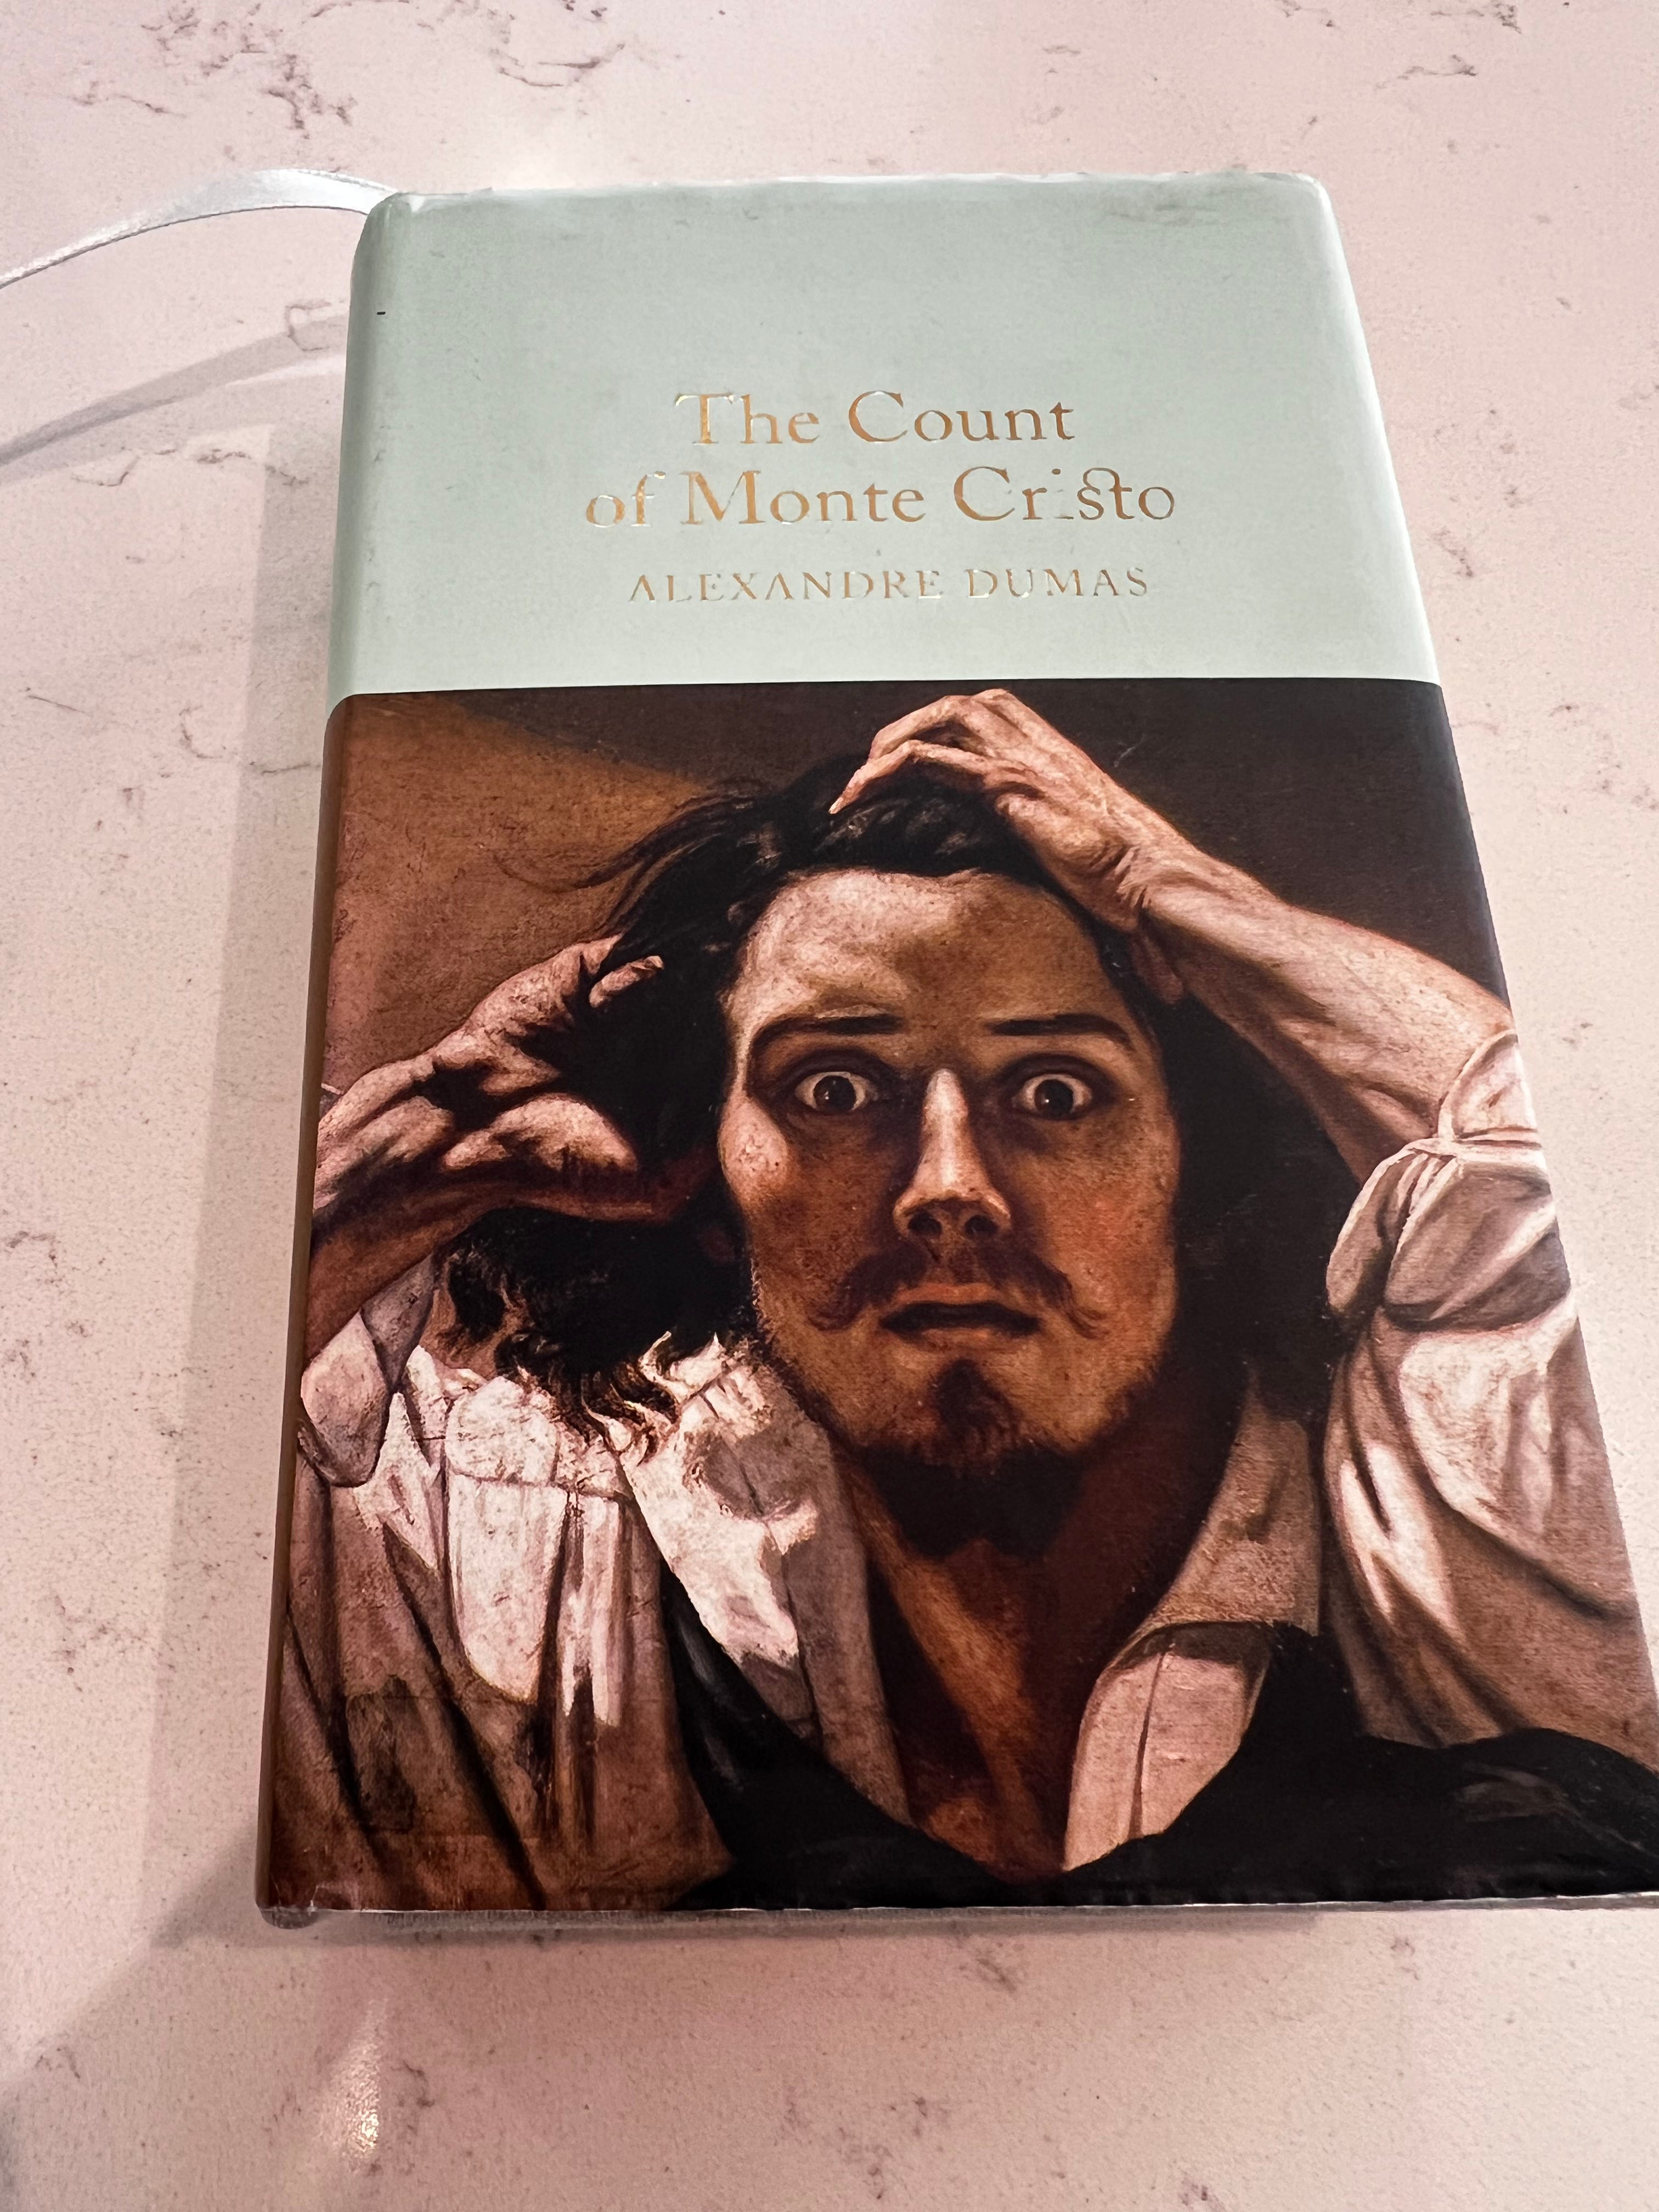 The Count
of Monte Cristo
ALEXANDRE DUMAS